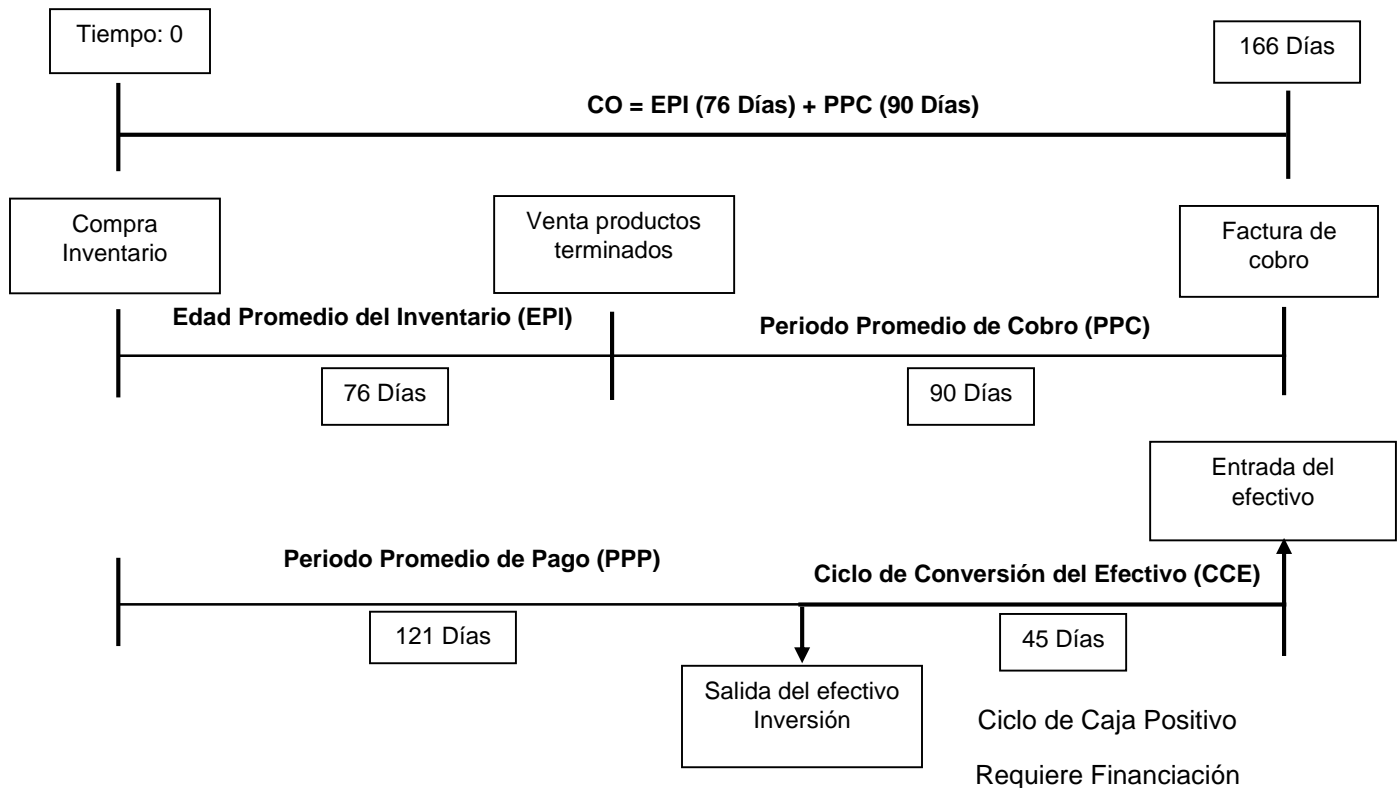 Tiempo: 0
166 Días
CO = EPI (76 Días) + PPC (90 Días)
Compra
Inventario
Venta productos
terminados
Factura de
cobro
Edad Promedio del Inventario (EPI)
Periodo Promedio de Cobro (PPC)
76 Días
90 Días
Entrada del
efectivo
Periodo Promedio de Pago (PPP)
Ciclo de Conversión del Efectivo (CCE)
121 Días
45 Días
Salida del efectivo
Inversión
Ciclo de Caja Positivo
Requiere Financiación